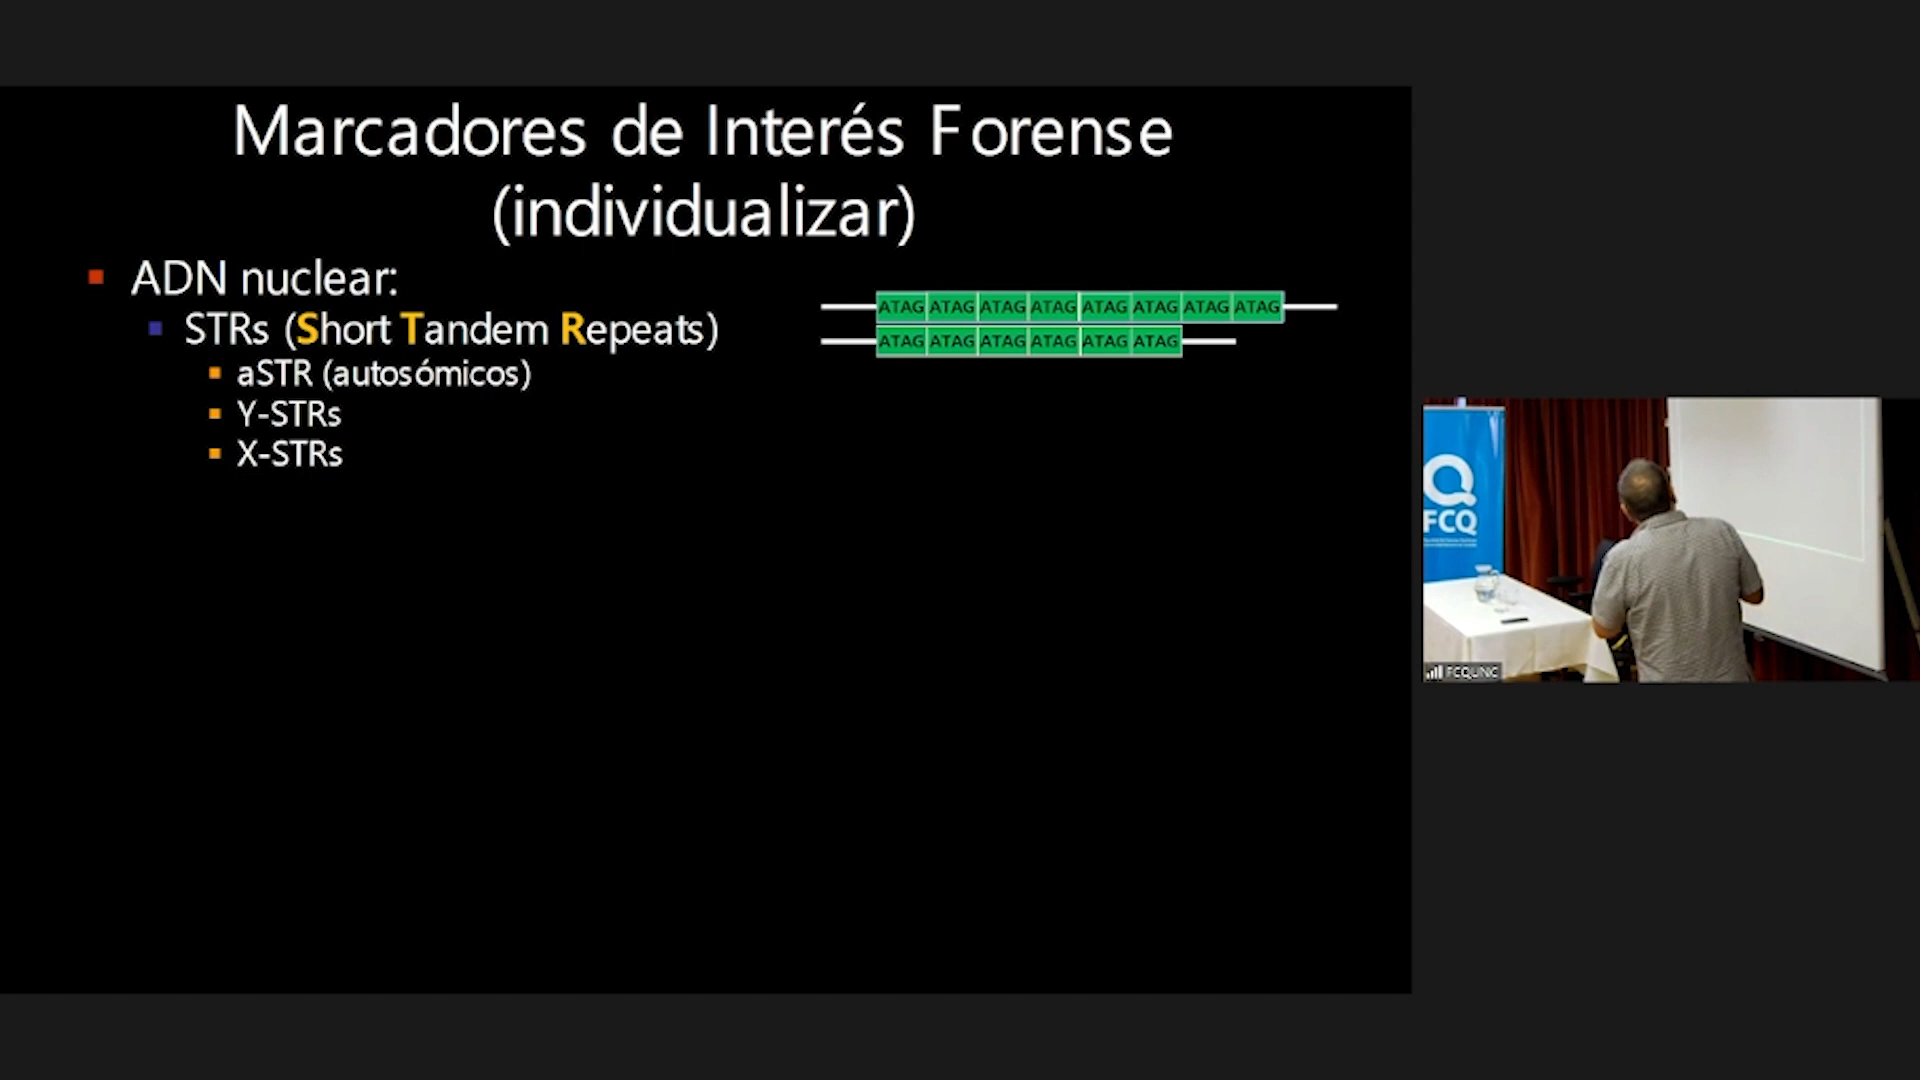 Marcadores de Interés Forense
(individualizar)
ADN nuclear:
STRs (Short Tandem Repeats)
aSTR (autosómicos)
Y-STRs
X-STRs
ATAG ATAG ATAG ATAG ATAG ATAG ATAG ATAG
ATAG ATAG ATAG ATAG ATAG ATAG
FCQ
FCQUNC